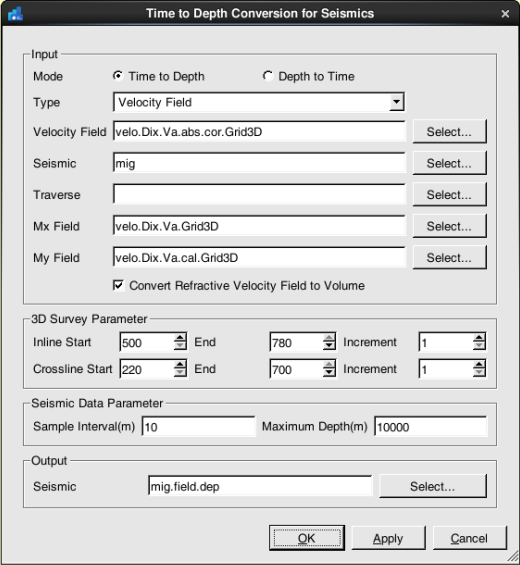 Time to Depth Conversion for Seismics
Input
Mode Time to Depth Depth to Time
Type Velocity Field
Velocity Field velo.Dix.Va.abs.cor.Grid3D Select...
Seismic mig Select...
Traverse Select...
Mx Field velo.Dix.Va.Grid3D Select...
My Field velo.Dix.Va.cal.Grid3D Select...
Convert Refractive Velocity Field to Volume
3D Survey Parameter
Inline Start 500 End 780 Increment 1
Crossline Start 220 End 700 Increment 1
Seismic Data Parameter
Sample Interval(m) 10 Maximum Depth(m) 10000
Output
Seismic mig.field.dep Select...
OK Apply Cancel